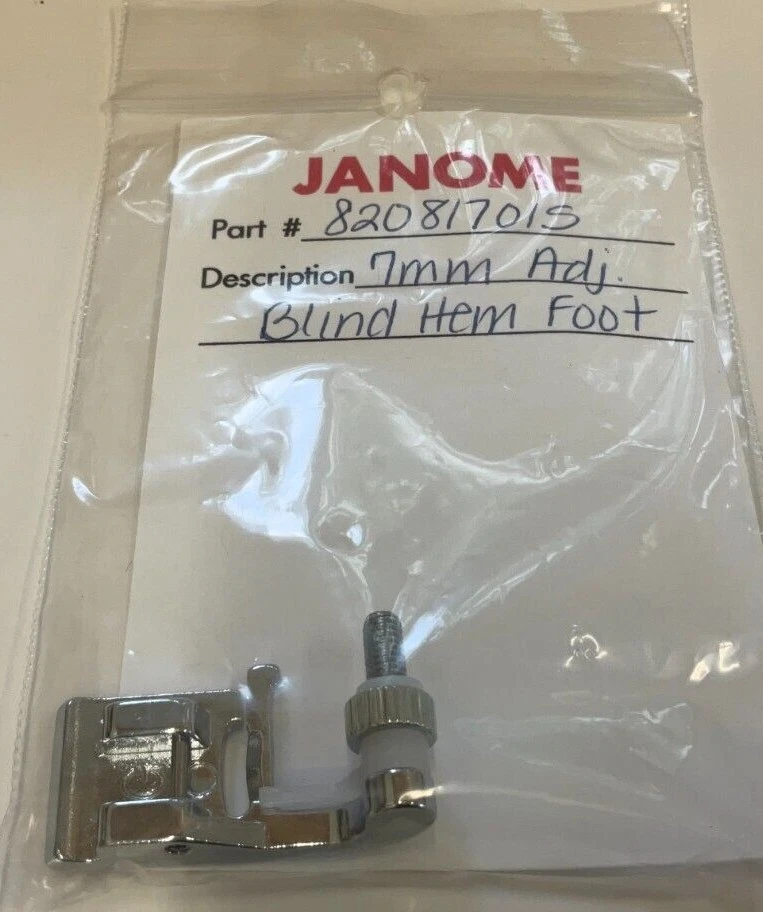 JANOME
Part # 820817015
Description 7mm Adj.
Blind Hem Foot
G